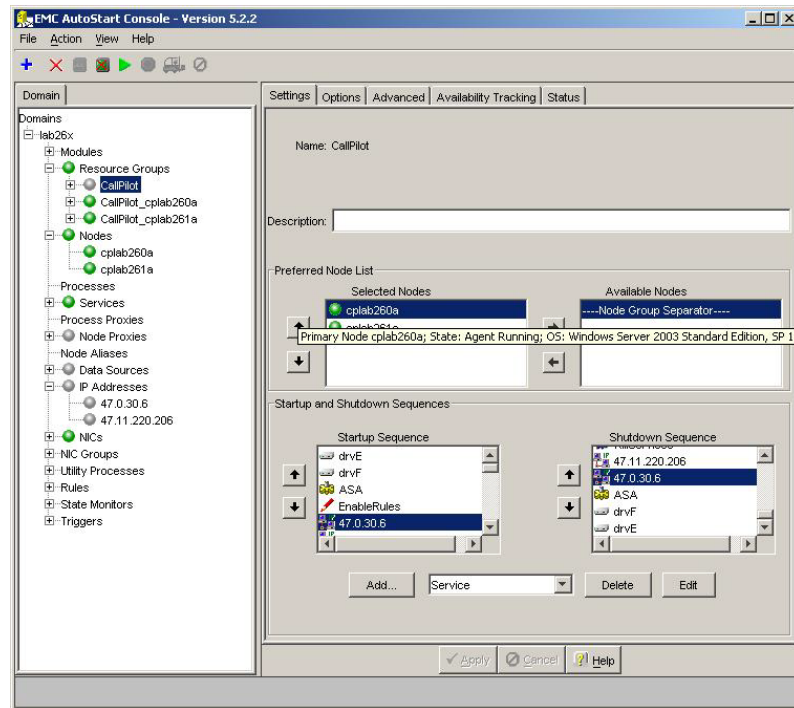 EMC AutoStart Console - Version 5.2.2
File Action View Help
Domain
Domains
lab26x
Modules
Resource Groups
CallPilot
CallPilot_cplab260a
CallPilot_cplab261a
Nodes
cplab260a
cplab261a
Processes
Services
Process Proxies
Node Proxies
Node Aliases
Data Sources
IP Addresses
47.0.30.6
47.11.220.206
NICs
NIC Groups
Utility Processes
Rules
State Monitors
Triggers
Settings Options Advanced Availability Tracking Status
Name: CallPilot
Description:
Preferred Node List
Selected Nodes Available Nodes
cplab260a ----Node Group Separator----
Primary Node cplab260a; State: Agent Running; OS: Windows Server 2003 Standard Edition, SP 1
Startup and Shutdown Sequences
Startup Sequence Shutdown Sequence
drvE
drvF
ASA
EnableRules
47.0.30.6
IP
47.11.220.206
47.0.30.6
ASA
drvF
drvE
Add... Service Delete Edit
Apply Cancel Help